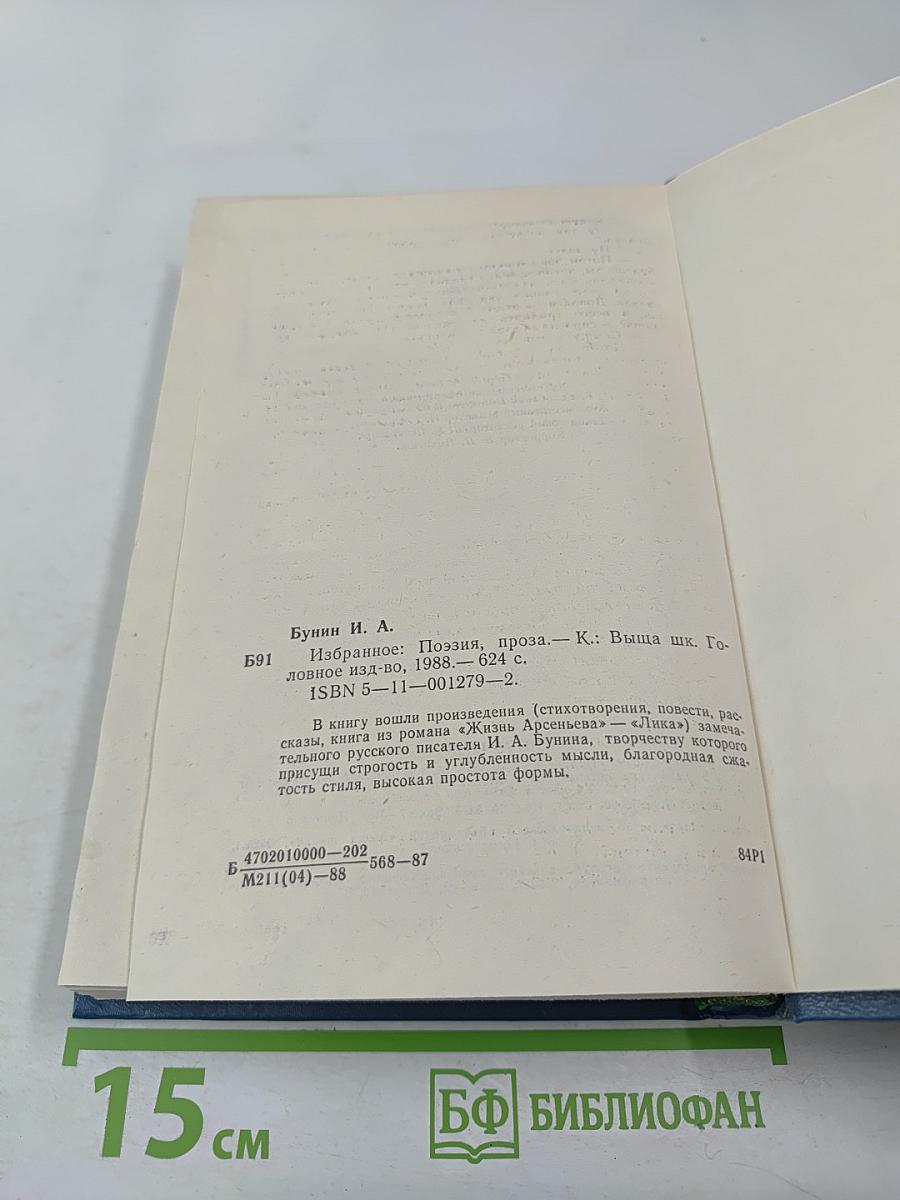 Бунин И. А.
Б91 Избранное: Поэзия, проза.— К.: Выща шк. Го-
ловное изд-во, 1988.— 624 с.
ISBN 5—11—001279—2.
В книгу вошли произведения (стихотворения, повести, рас-
сказы, книга из романа «Жизнь Арсеньева» — «Лика») замеча-
тельного русского писателя И. А. Бунина, творчеству которого
присущи строгость и углубленность мысли, благородная сжа-
тость стиля, высокая простота формы.
Б 4702010000—202
М211(04)—88 568—87
84Р1
15 см
БФ БИБЛИОФАН